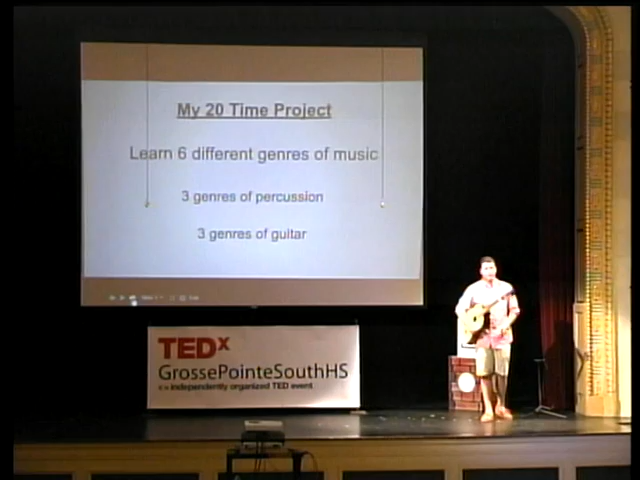 My 20 Time Project
Learn 6 different genres of music
3 genres of percussion
3 genres of guitar
TEDx
GrossePointeSouthHS
x = independently organized TED event